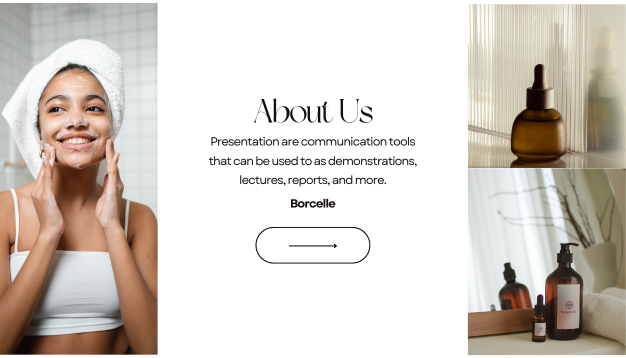 About Us
Presentation are communication tools
that can be used to as demonstrations,
lectures, reports, and more.
Borcelle